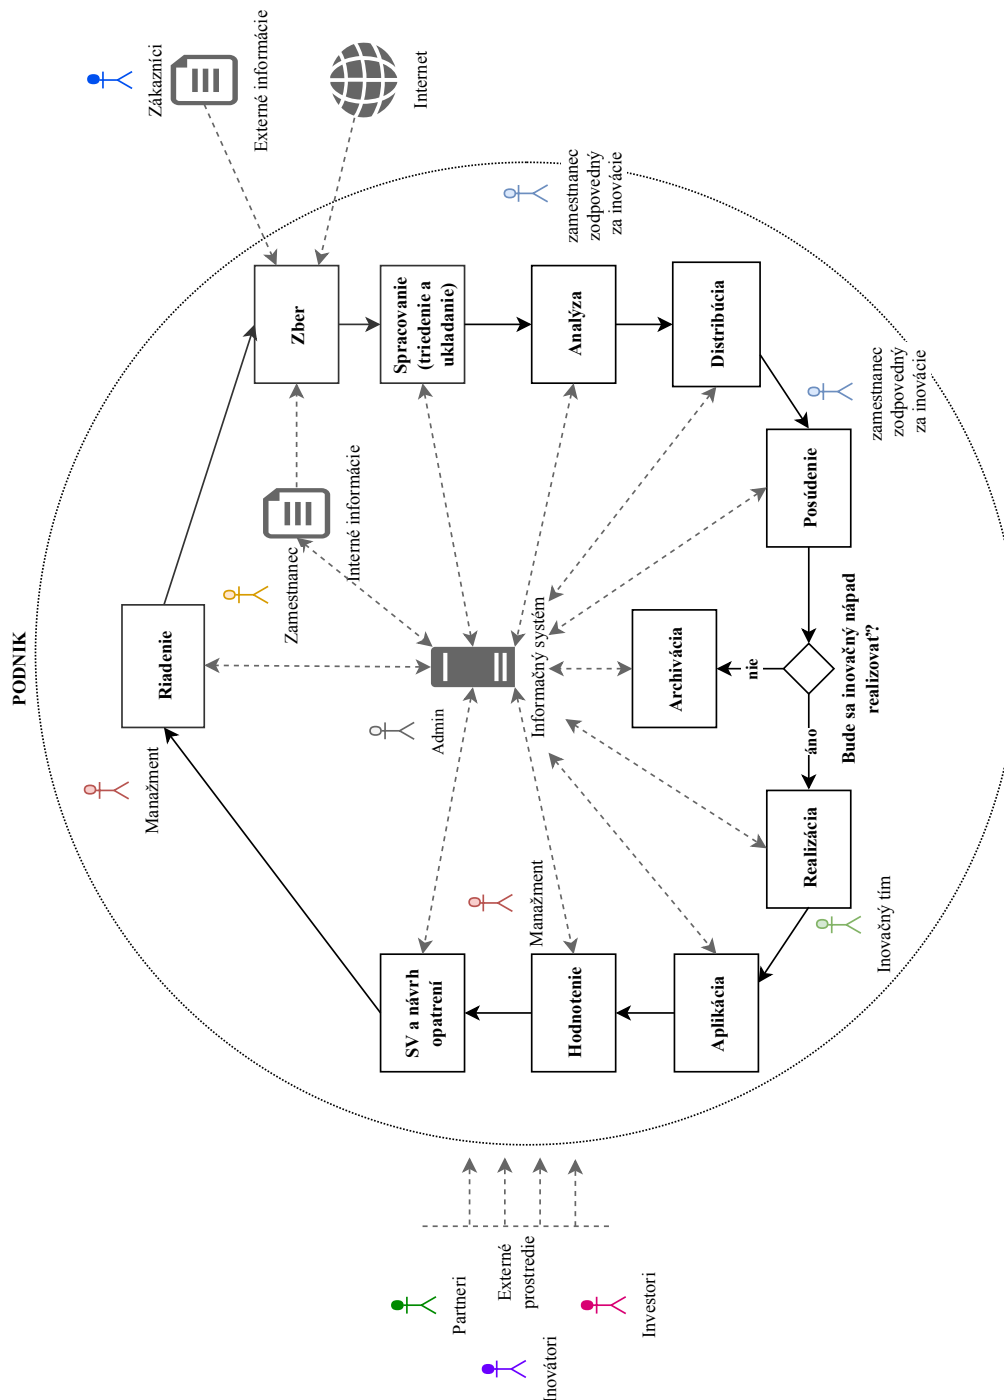 PODNIK
Zákazníci
Externé informácie
Internet
Zber
Spracovanie
(triedenie a
ukladanie)
Analýza
Distribúcia
zamestnanec
zodpovedný
za inovácie
zamestnanec
zodpovedný
za inovácie
Posúdenie
Riadenie
Zamestnanec
Interné informácie
Manažment
Admin
Informačný systém
Archivácia
nie
Bude sa inovačný nápad
realizovať?
áno
Realizácia
Inovačný tím
Manažment
SV a návrh
opatrení
Hodnotenie
Aplikácia
Externé
prostredie
Partneri
Inovátori
Investori